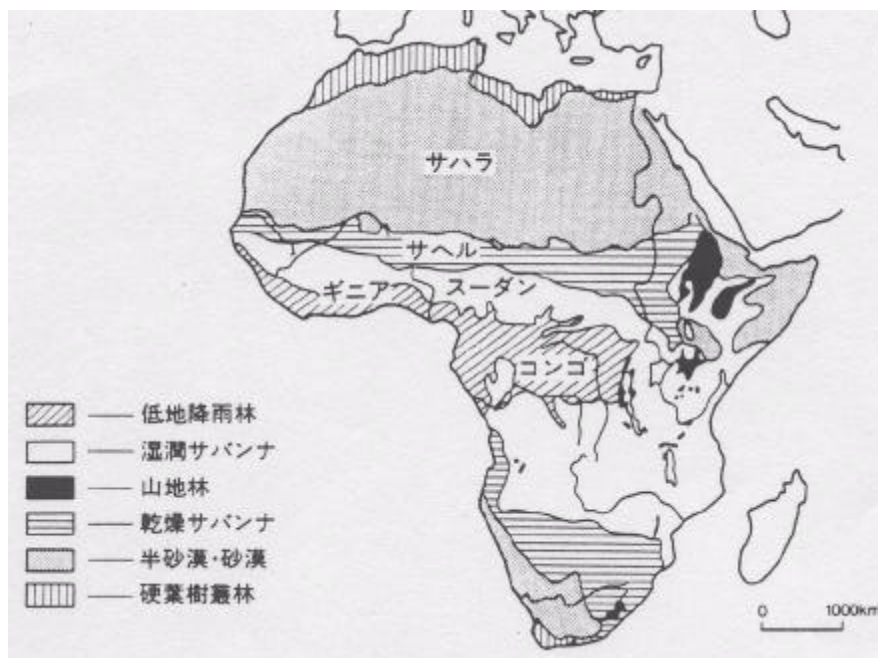 サハラ
サヘル
ギニア
スーダン
コンゴ
低地降雨林
湿潤サバンナ
山地林
乾燥サバンナ
半砂漠・砂漠
硬葉樹叢林
0 1000km